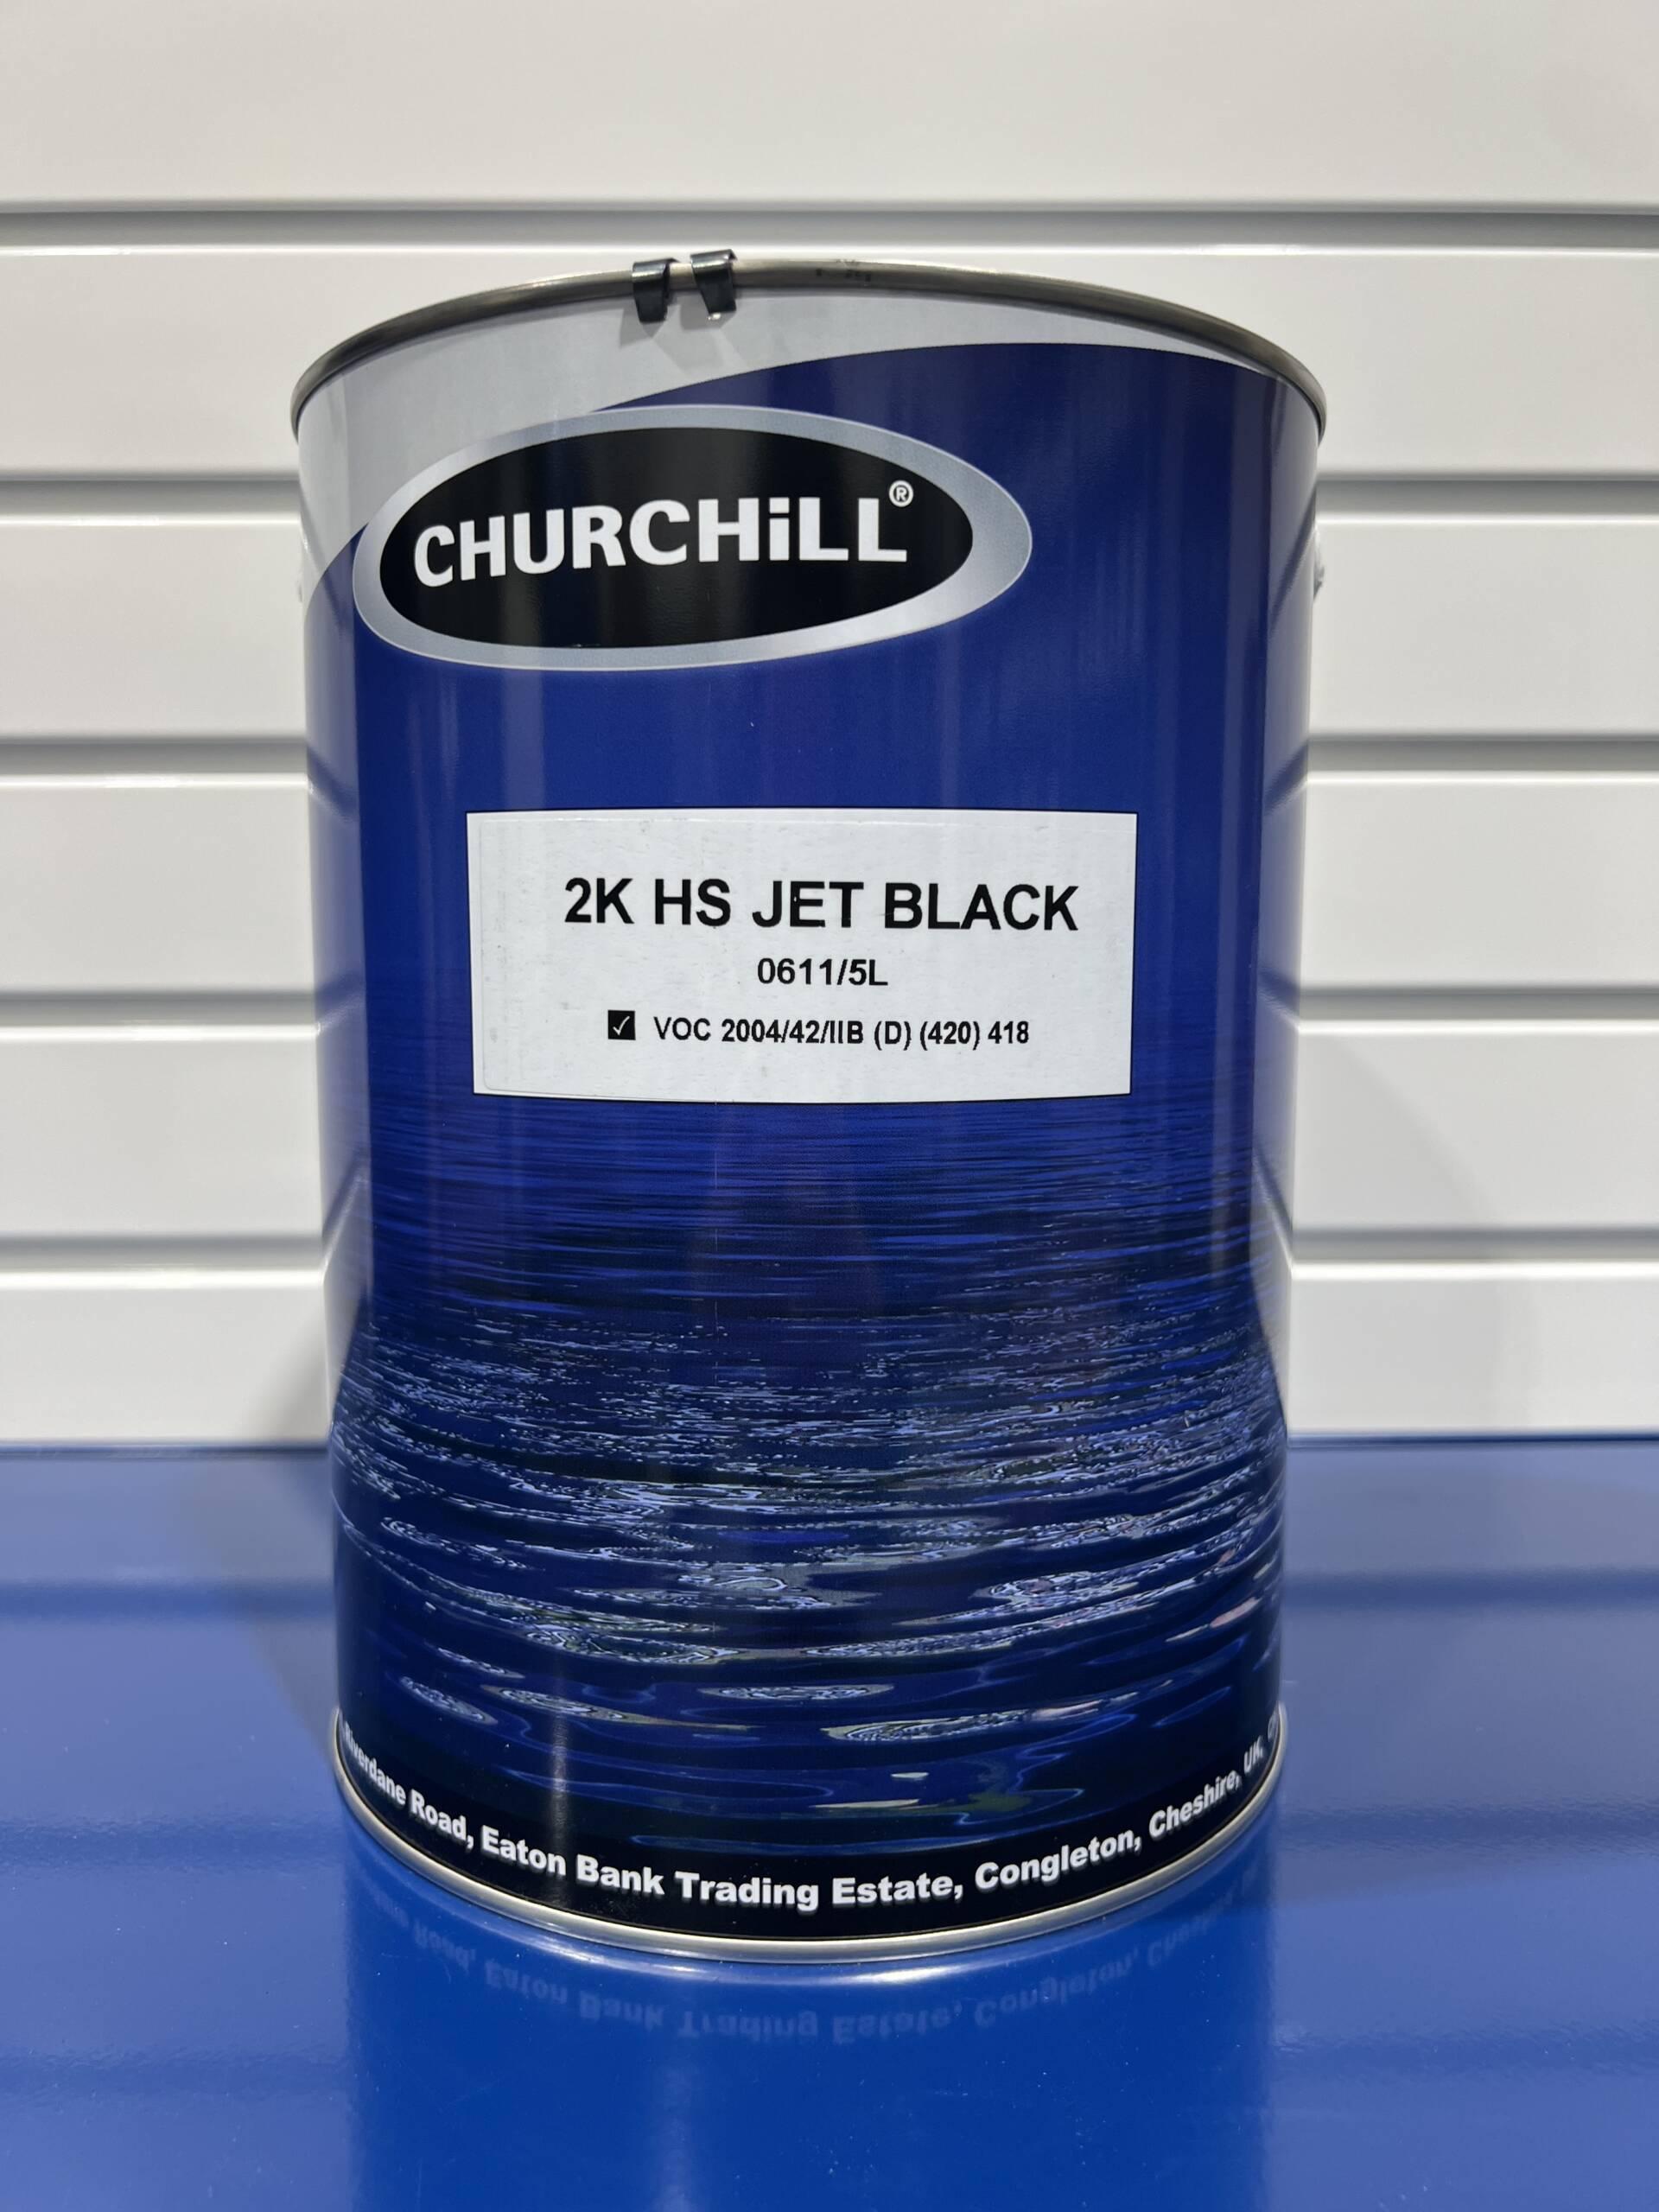 CHURCHiLL®
2K HS JET BLACK
0611/5L
VOC 2004/42/IIB (D) (420) 418
Riverdane Road, Eaton Bank Trading Estate, Congleton, Cheshire, UK,